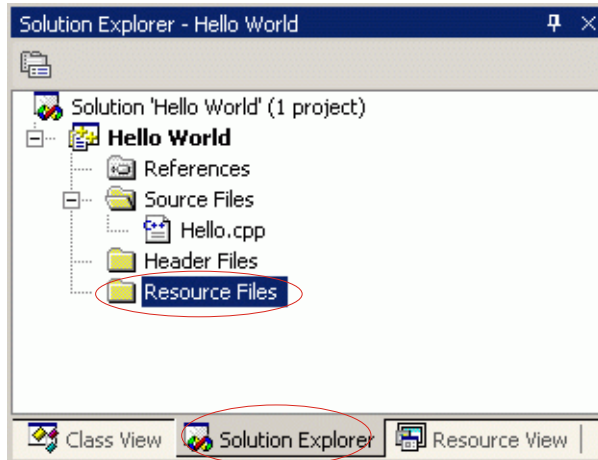 Solution Explorer - Hello World
Solution 'Hello World' (1 project)
Hello World
References
Source Files
Hello.cpp
Header Files
Resource Files
Class View Solution Explorer Resource View